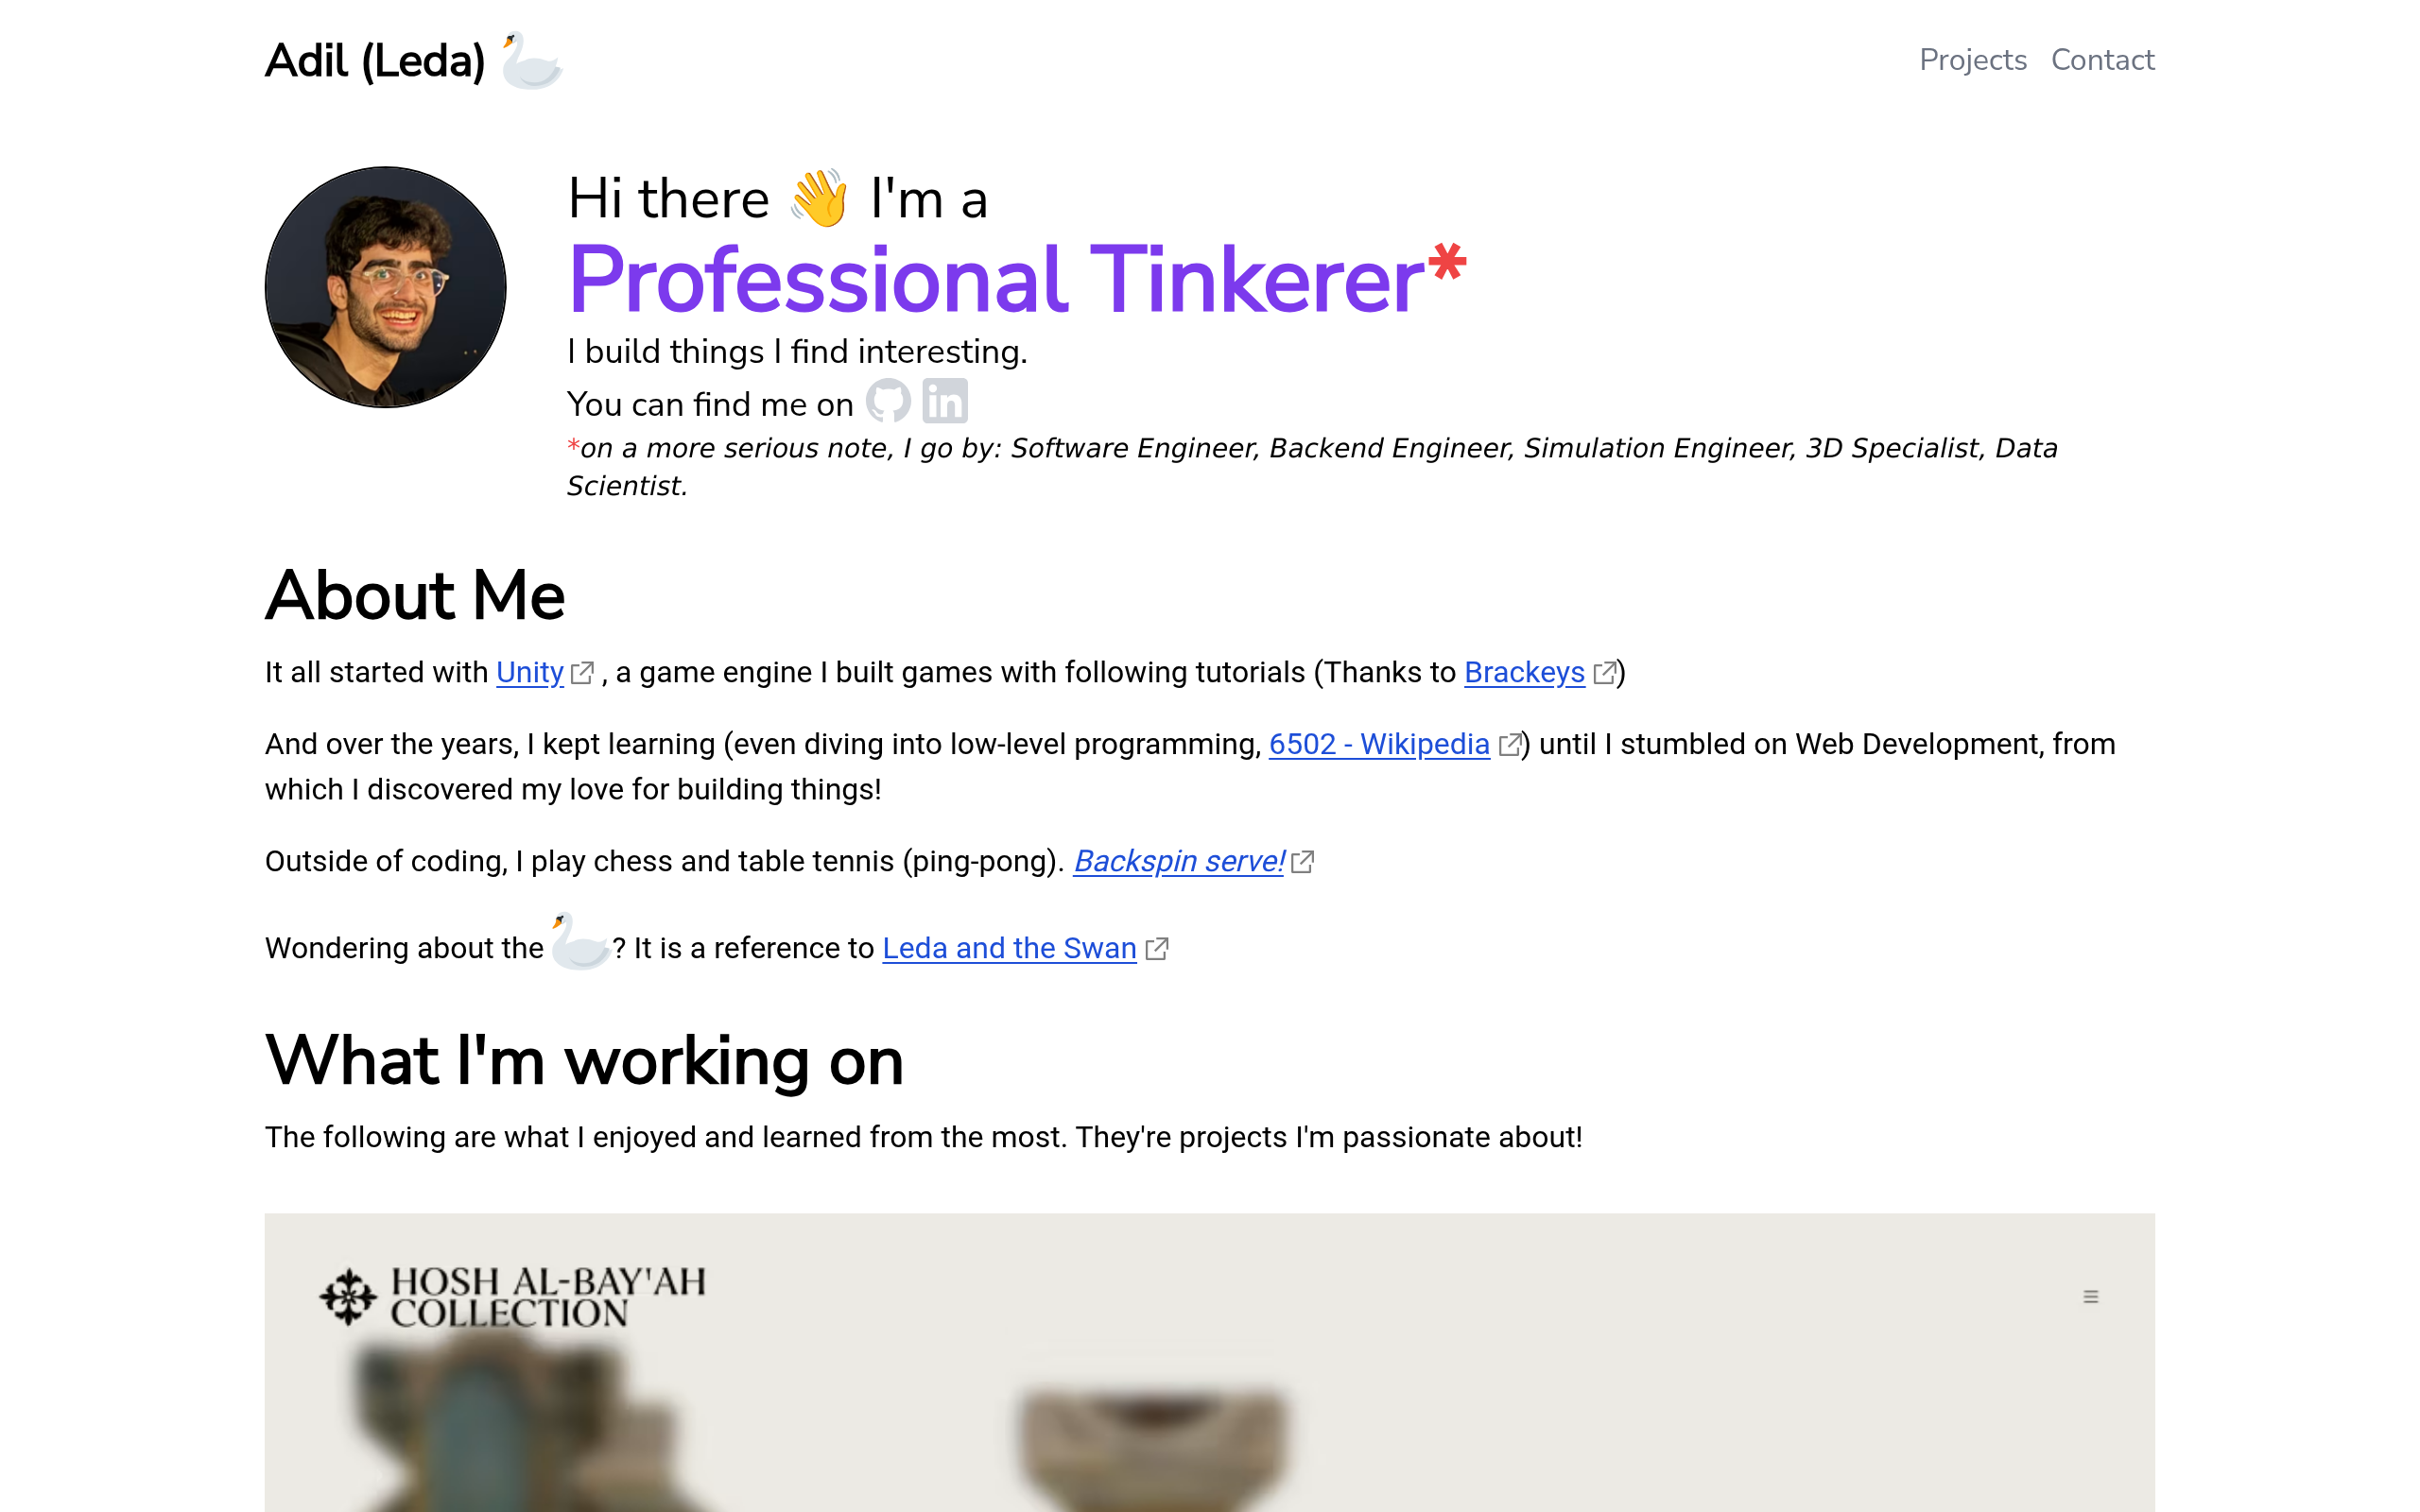 Adil (Leda) 🦢
Projects Contact
Hi there 👋 I'm a
Professional Tinkerer*
I build things I find interesting.
You can find me on
*on a more serious note, I go by: Software Engineer, Backend Engineer, Simulation Engineer, 3D Specialist, Data
Scientist.
About Me
It all started with Unity , a game engine I built games with following tutorials (Thanks to Brackeys )
And over the years, I kept learning (even diving into low-level programming, 6502 - Wikipedia ) until I stumbled on Web Development, from
which I discovered my love for building things!
Outside of coding, I play chess and table tennis (ping-pong). Backspin serve!
Wondering about the 🦢? It is a reference to Leda and the Swan
What I'm working on
The following are what I enjoyed and learned from the most. They're projects I'm passionate about!
HOSH AL-BAY'AH
COLLECTION